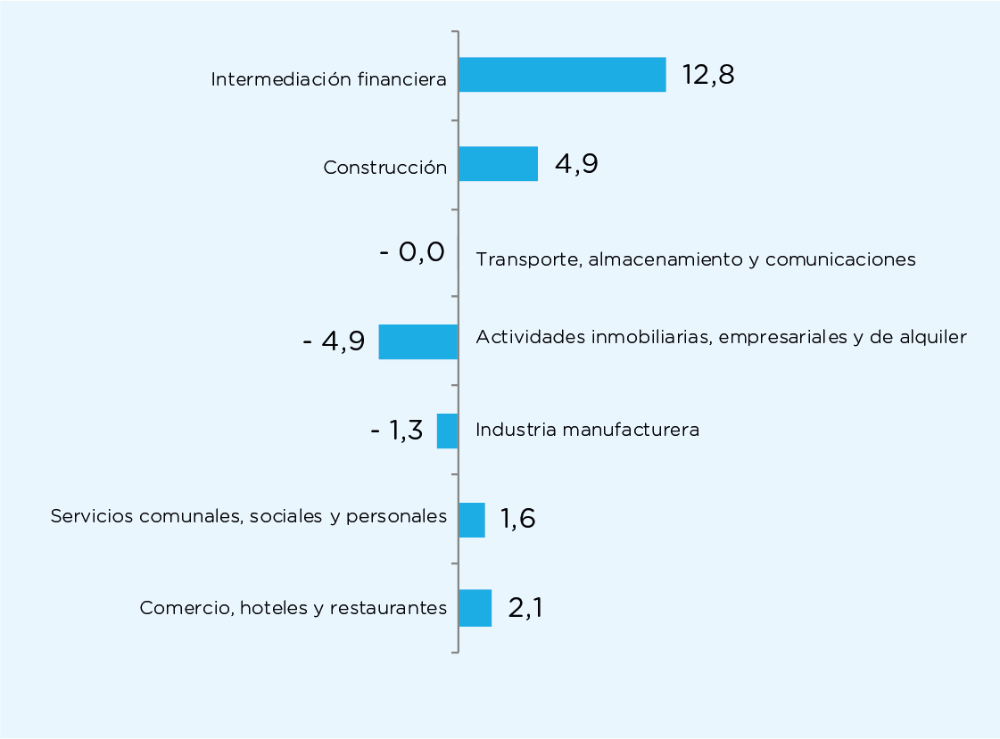 Intermediación financiera 12,8
Construcción 4,9
- 0,0 Transporte, almacenamiento y comunicaciones
- 4,9 Actividades inmobiliarias, empresariales y de alquiler
- 1,3 Industria manufacturera
Servicios comunales, sociales y personales 1,6
Comercio, hoteles y restaurantes 2,1